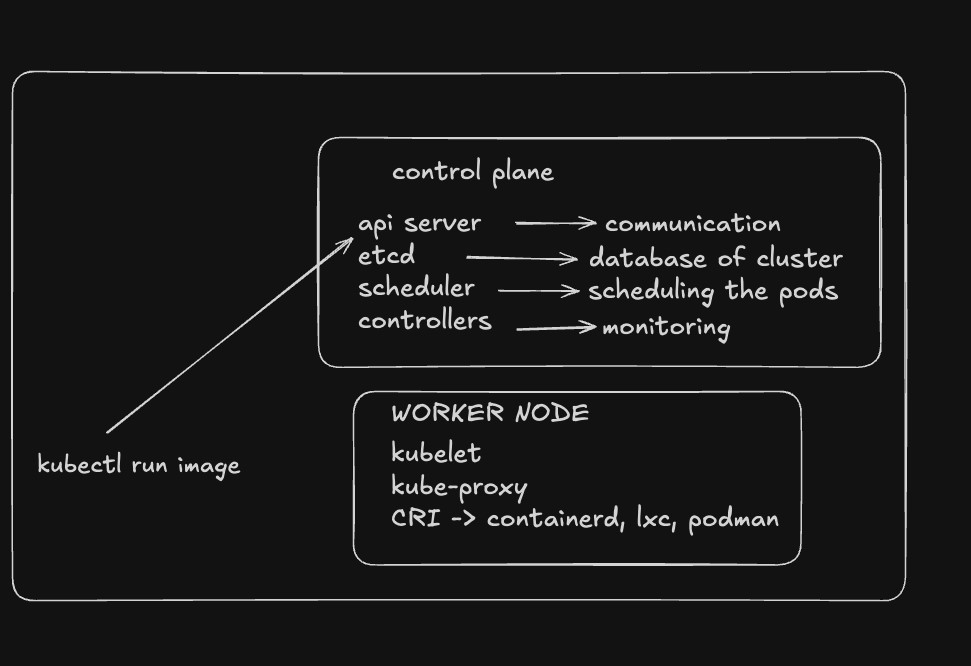 control plane
api server → communication
etcd → database of cluster
scheduler → scheduling the pods
controllers → monitoring
WORKER NODE
kubelet
kube-proxy
CRI -> containerd, lxc, podman
kubectl run image